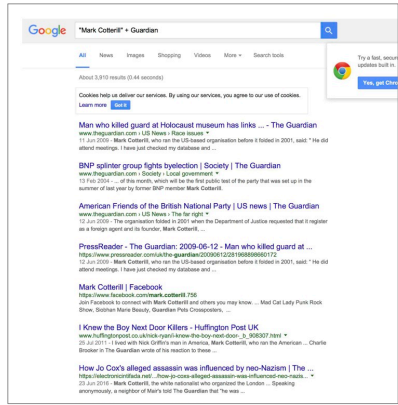 Google
"Mark Cotterill" + Guardian
All News Images Shopping Videos More Search tools
About 3,910 results (0.44 seconds)
Try a fast, secur
updates built in.
Yes, get Chro
Cookies help us deliver our services. By using our services, you agree to our use of cookies.
Learn more Got it
Man who killed guard at Holocaust museum has links ... - The Guardian
www.theguardian.com › US News › Race issues
11 Jun 2009 - Mark Cotterill, who ran the US-based organisation before it folded in 2001, said: " He did
attend meetings. I have just checked my database and ...
BNP splinter group fights byelection | Society | The Guardian
www.theguardian.com › Society › Local government
13 Feb 2004 - ... of this month, which will be the first public test of the party that was set up in the
summer of last year by former BNP member Mark Cotterill.
American Friends of the British National Party | US news | The Guardian
www.theguardian.com › US News › The far right
12 Jun 2009 - The organisation folded in 2001 when the Department of Justice requested that it register
as a foreign agent and its founder, Mark Cotterill, ...
PressReader - The Guardian: 2009-06-12 - Man who killed guard at ...
https://www.pressreader.com/uk/the-guardian/20090612/281968898660172
12 Jun 2009 - Mark Cotterill, who ran the US-based organisation before it folded in 2001, said: " He did
attend meetings. I have just checked my database and ...
Mark Cotterill | Facebook
https://www.facebook.com/mark.cotterill.756
Join Facebook to connect with Mark Cotterill and others you may know. ... Mad Cat Lady Punk Rock
Show, Siobhan Marie Beauty, Guardian Pets Crossposters, ...
I Knew the Boy Next Door Killers - Huffington Post UK
www.huffingtonpost.co.uk/nick-ryan/i-knew-the-boy-next-door-_b_908307.html
25 Jul 2011 - I lived with Nick Griffin's man in America, Mark Cotterill, who ran the American ... Charlie
Brooker in The Guardian wrote of his reaction to these ...
How Jo Cox's alleged assassin was influenced by neo-Nazism | The ...
https://electronicintifada.net/.../how-jo-coxs-alleged-assassin-was-influenced-neo-nazis...
23 Jun 2016 - Mark Cotterill, the white nationalist who organized the London ... Speaking
anonymously, a neighbor of Mair's told The Guardian that "he was ...